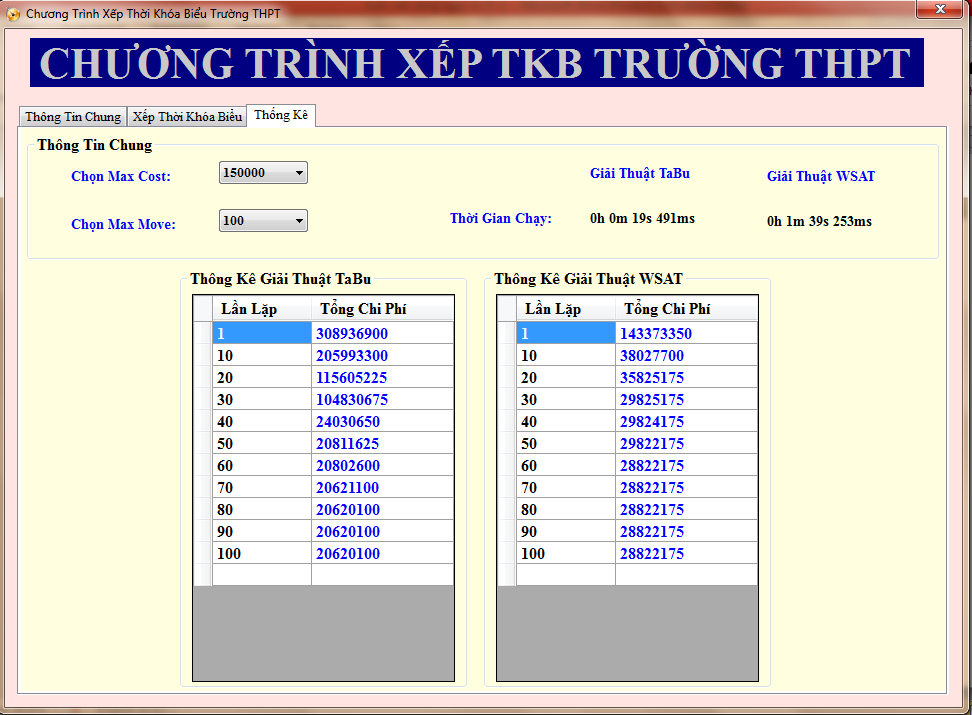 Chương Trình Xếp Thời Khóa Biểu Trường THPT
CHƯƠNG TRÌNH XẾP TKB TRƯỜNG THPT
Thông Tin Chung Xếp Thời Khóa Biểu Thống Kê
Thông Tin Chung
Chọn Max Cost: 150000 Giải Thuật TaBu Giải Thuật WSAT
Chọn Max Move: 100 Thời Gian Chạy: 0h 0m 19s 491ms 0h 1m 39s 253ms
Thông Kê Giải Thuật TaBu
Lần Lặp Tổng Chi Phí
1 308936900
10 205993300
20 115605225
30 104830675
40 24030650
50 20811625
60 20802600
70 20621100
80 20620100
90 20620100
100 20620100
Thông Kê Giải Thuật WSAT
Lần Lặp Tổng Chi Phí
1 143373350
10 38027700
20 35825175
30 29825175
40 29824175
50 29822175
60 28822175
70 28822175
80 28822175
90 28822175
100 28822175